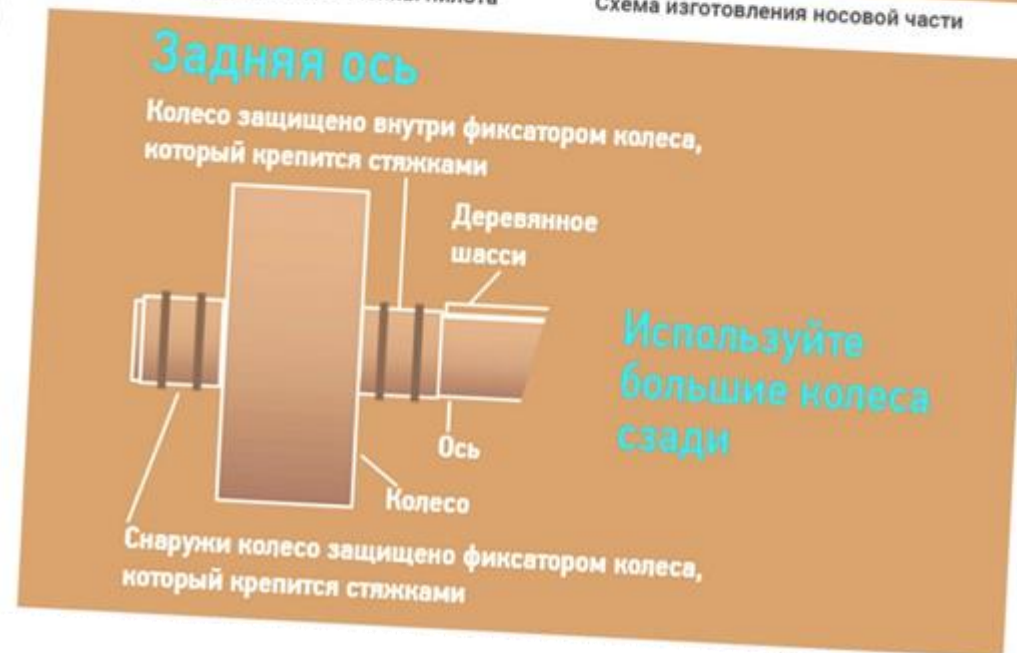 пилота
Схема изготовления носовой части
Задняя ось
Колесо защищено внутри фиксатором колеса,
который крепится стяжками
Деревянное
шасси
Используйте
большие колеса
сзади
Ось
Колесо
Снаружи колесо защищено фиксатором колеса,
который крепится стяжками